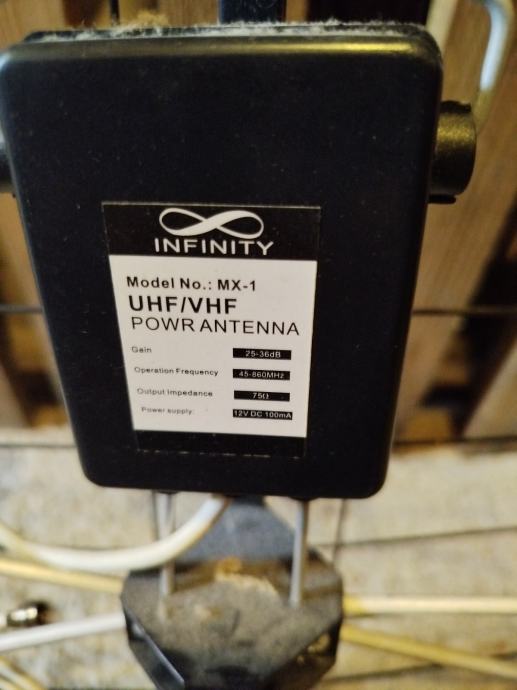 INFINITY
Model No.: MX-1
UHF/VHF
POWR ANTENNA
Gain 25-36dB
Operation Frequency 45-860MHz
Output Impedance 75Ω
Power supply: 12V DC 100mA